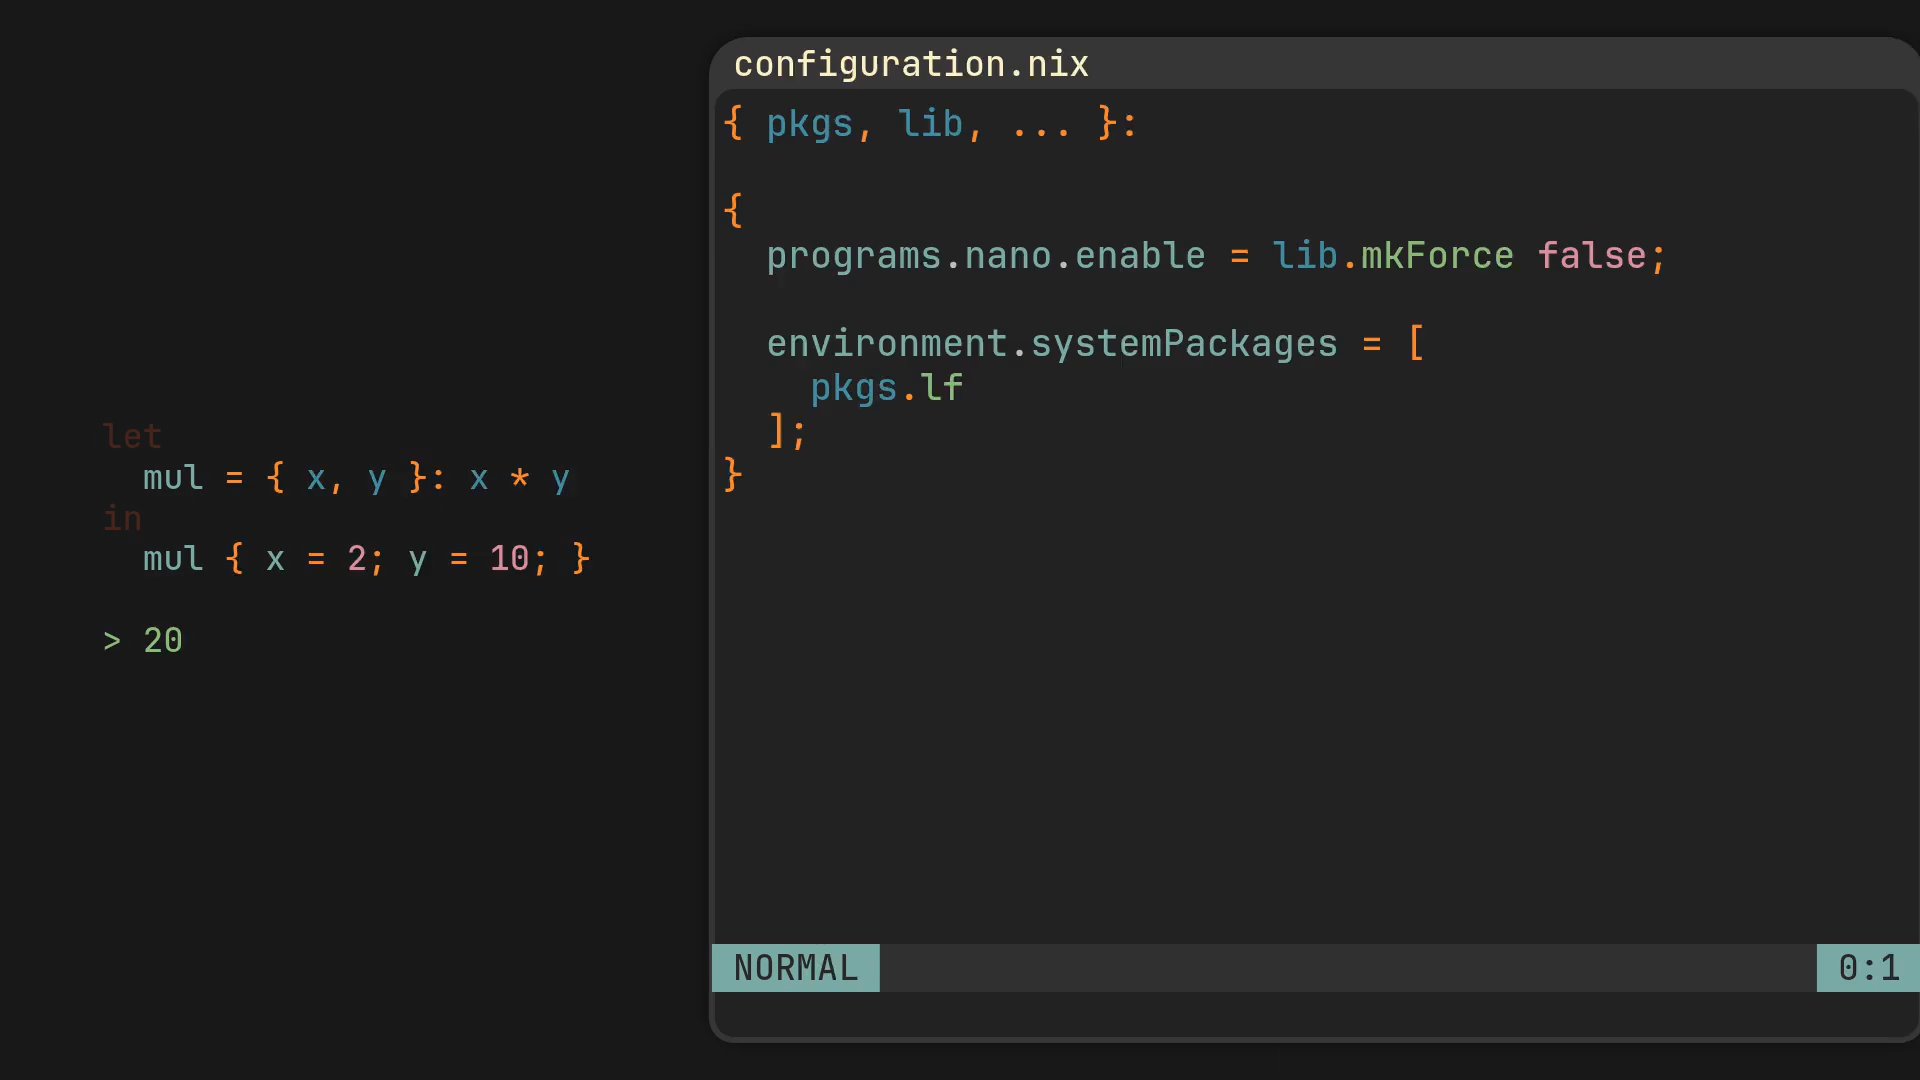 let
  mul = { x, y }: x * y
in
  mul { x = 2; y = 10; }
> 20
configuration.nix
{ pkgs, lib, ... }:
{
  programs.nano.enable = lib.mkForce false;
  environment.systemPackages = [
    pkgs.lf
  ];
}
NORMAL
0:1